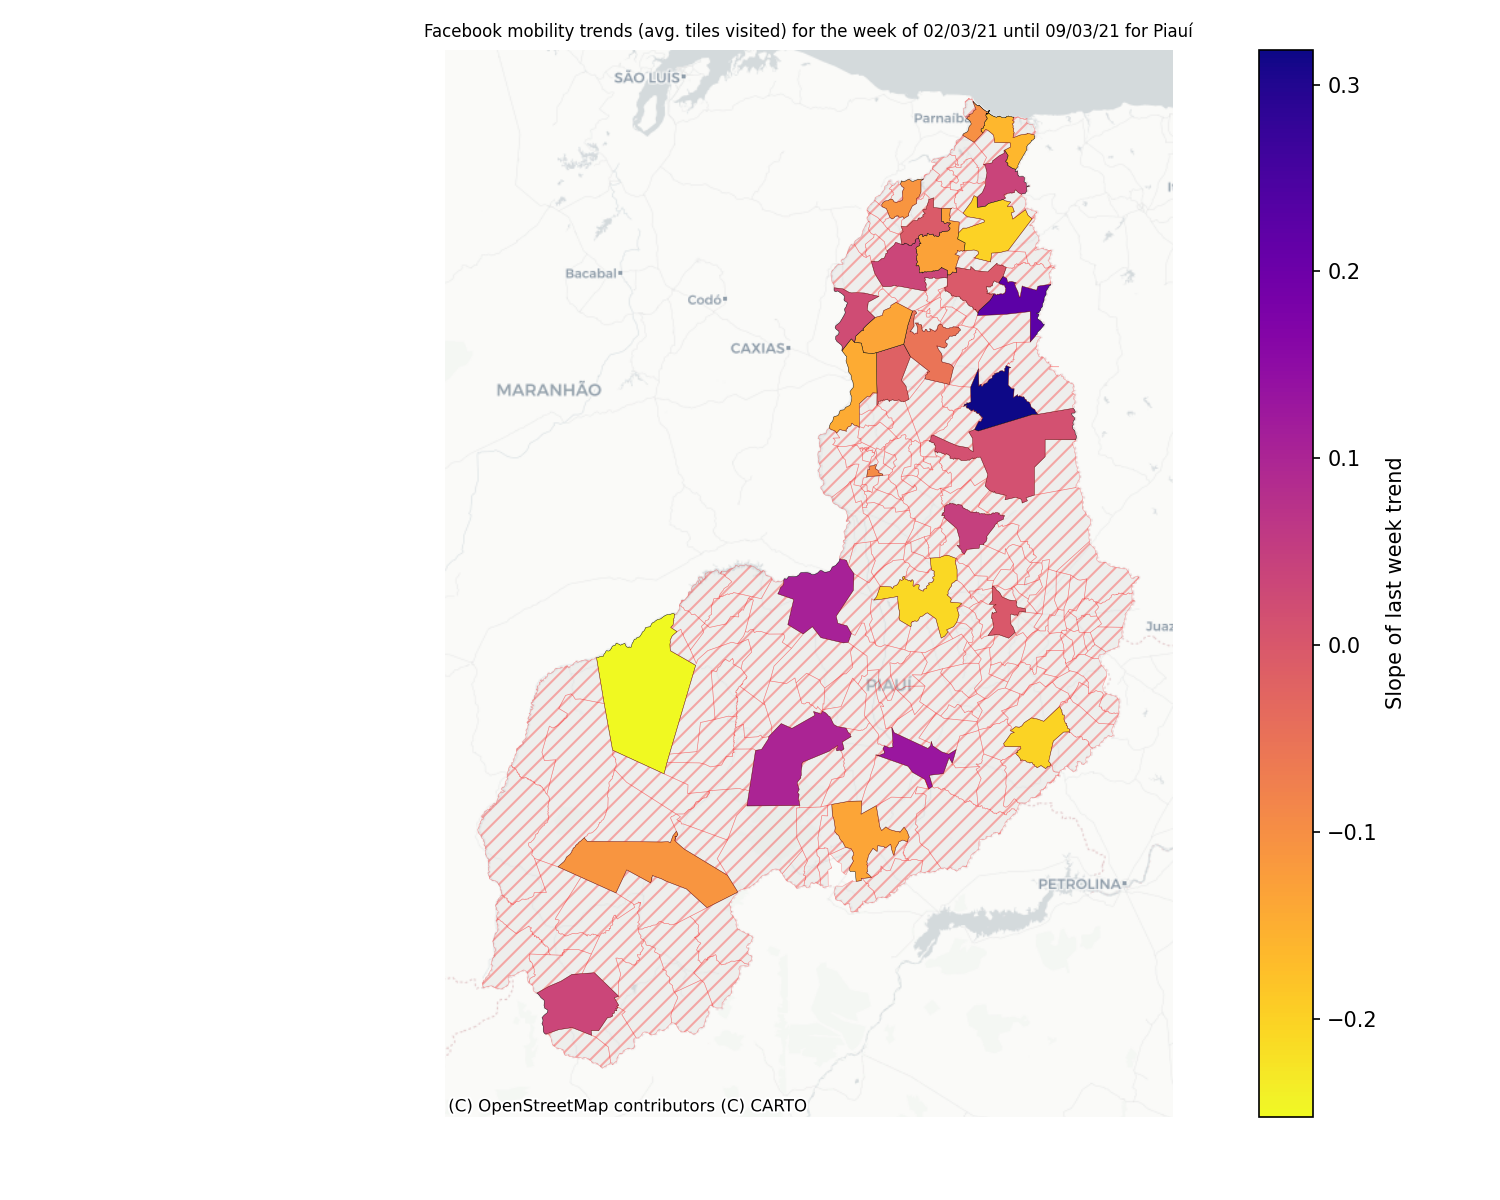 Facebook mobility trends (avg. tiles visited) for the week of 02/03/21 until 09/03/21 for Piauí
SÃO LUÍS
Parnaíba
Bacabal
Codó
CAXIAS
MARANHÃO
Juaz
PIAUÍ
PETROLINA
(C) OpenStreetMap contributors (C) CARTO
0.3
0.2
0.1
0.0
−0.1
−0.2
Slope of last week trend